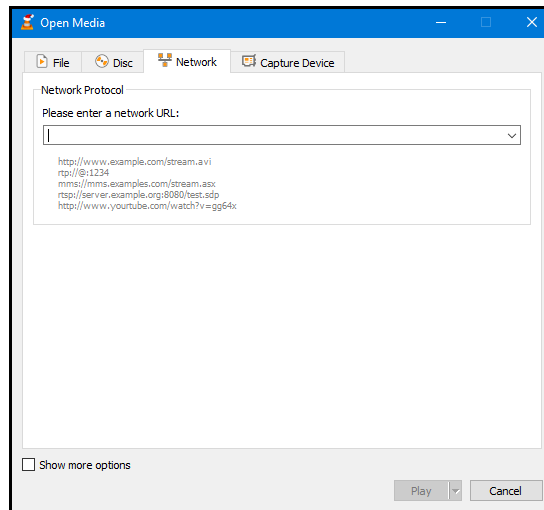 Open Media
File Disc Network Capture Device
Network Protocol
Please enter a network URL:
http://www.example.com/stream.avi
rtp://@:1234
mms://mms.examples.com/stream.asx
rtsp://server.example.org:8080/test.sdp
http://www.yourtube.com/watch?v=gg64x
Show more options
Play Cancel